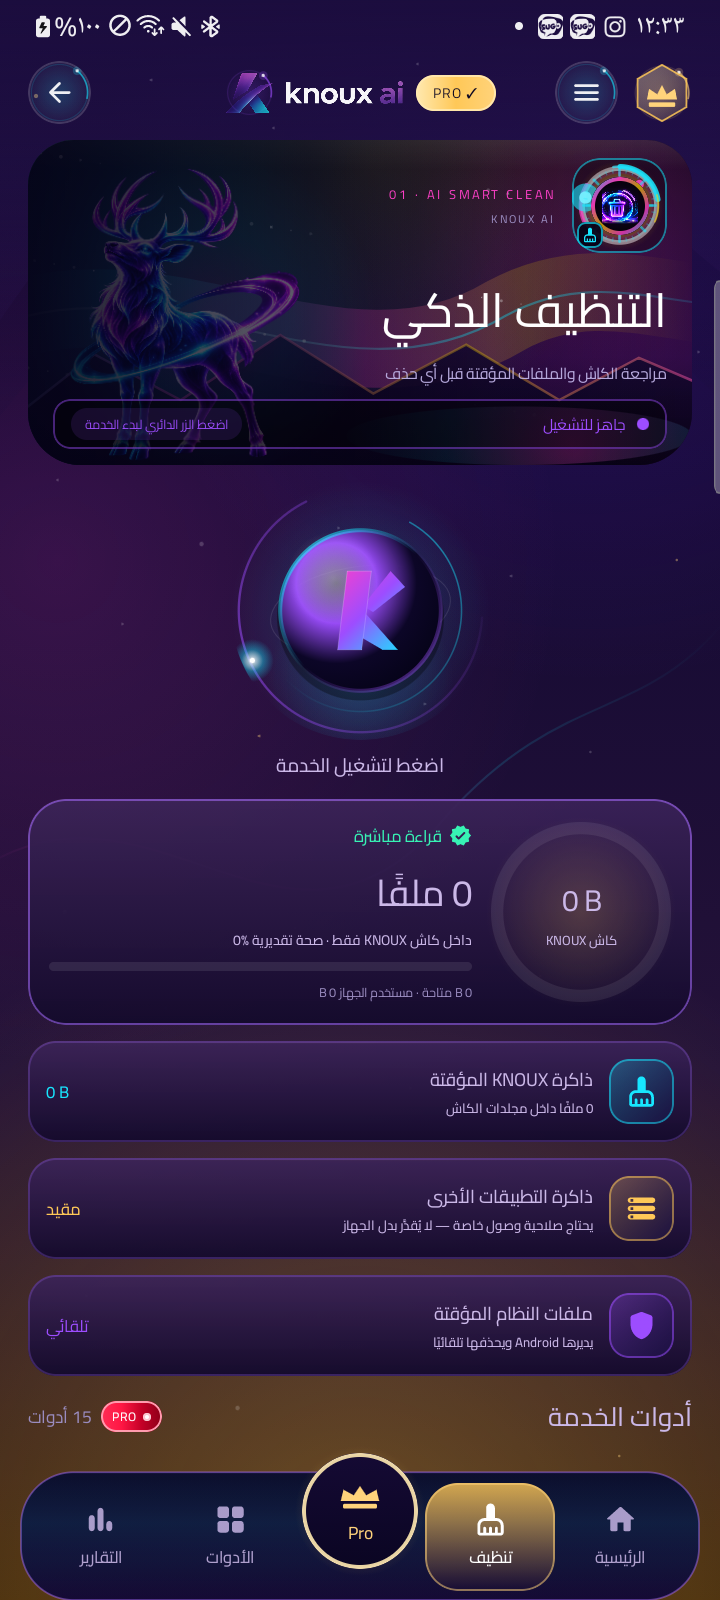 ١٢:٣٣
%١٠٠
knoux ai
PRO ✓
01 · AI SMART CLEAN
KNOUX AI
التنظيف الذكي
مراجعة الكاش والملفات المؤقتة قبل أي حذف
جاهز للتشغيل
اضغط الزر الدائري لبدء الخدمة
اضغط لتشغيل الخدمة
0 B
كاش KNOUX
قراءة مباشرة
0 ملفًا
داخل كاش KNOUX فقط · صحة تقديرية 0%
0 B متاحة · مستخدم الجهاز 0 B
ذاكرة KNOUX المؤقتة
0 ملفًا داخل مجلدات الكاش
0 B
ذاكرة التطبيقات الأخرى
يحتاج صلاحية وصول خاصة — لا يُقدَّر بدل الجهاز
مقيد
ملفات النظام المؤقتة
يديرها Android ويحذفها تلقائيًا
تلقائي
أدوات الخدمة
PRO
15 أدوات
الرئيسية
تنظيف
Pro
الأدوات
التقارير